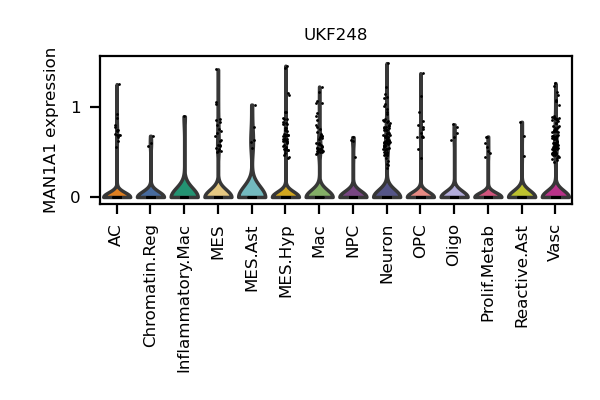 UKF248
MAN1A1 expression
1
0
AC
Chromatin.Reg
Inflammatory.Mac
MES
MES.Ast
MES.Hyp
Mac
NPC
Neuron
OPC
Oligo
Prolif.Metab
Reactive.Ast
Vasc